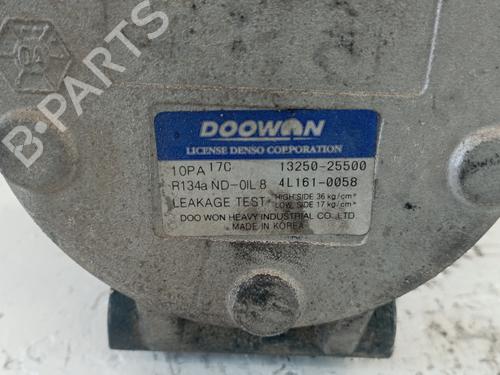 DOOWON
LICENSE DENSO CORPORATION
10PA17C 13250-25500
R134a ND-OIL 8 4L161-0058
LEAKAGE TEST HIGH SIDE 36 kg/cm²
LOW SIDE 17 kg/cm²
DOO WON HEAVY INDUSTRIAL CO., LTD
MADE IN KOREA
B-PARTS